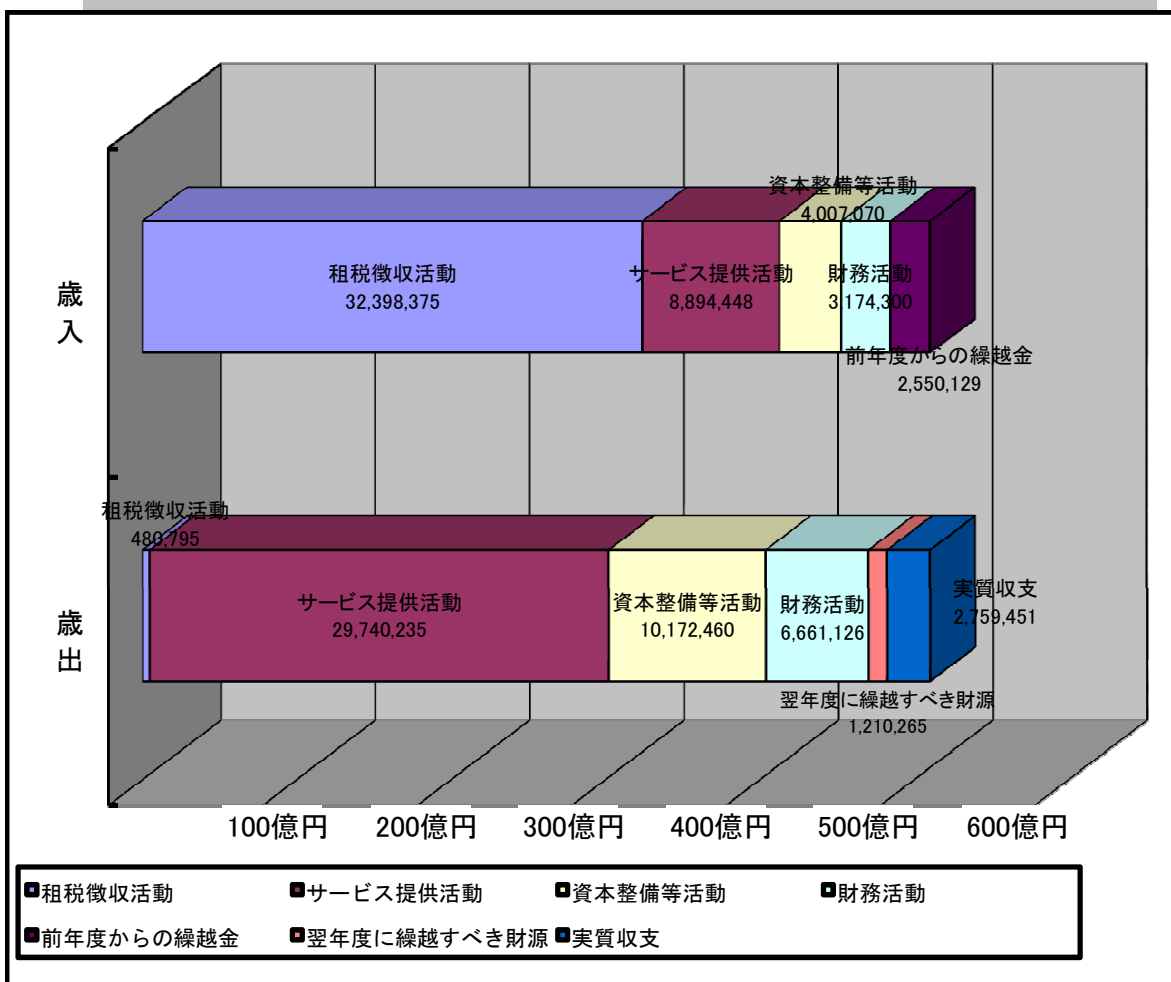 資本整備等活動
4,007,070
租税徴収活動
32,398,375
サービス提供活動
8,894,448
財務活動
3,174,300
歳入
前年度からの繰越金
2,550,129
租税徴収活動
480,795
サービス提供活動
29,740,235
資本整備等活動
10,172,460
財務活動
6,661,126
実質収支
2,759,451
歳出
翌年度に繰越すべき財源
1,210,265
100億円 200億円 300億円 400億円 500億円 600億円
租税徴収活動 サービス提供活動 資本整備等活動 財務活動
前年度からの繰越金 翌年度に繰越すべき財源 実質収支